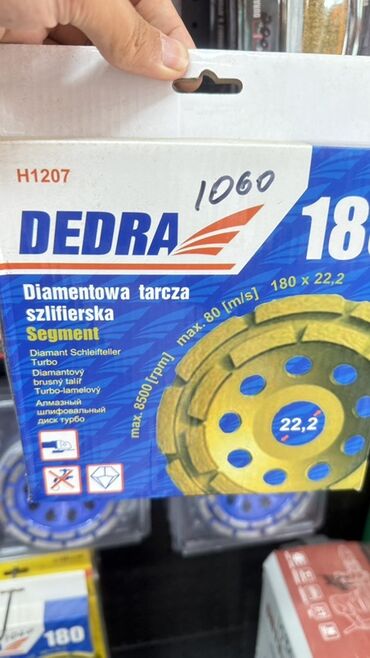 H1207
1060
DEDRA
180
Diamentowa tarcza
szlifierska
Segment
Diamant Schleifteller
Turbo
Diamantový
brusný talíř
Turbo-lamelový
Алмазный
шлифовальный
диск турбо
max. 8500 [rpm]
max. 80 [m/s]
180 x 22,2
22,2
180